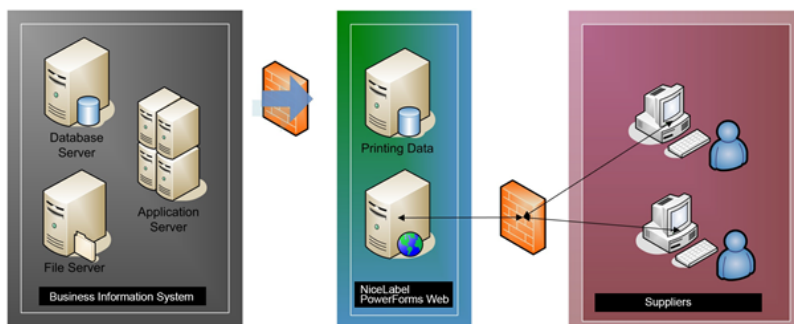 Database
Server
Application
Server
File Server
Business Information System
Printing Data
NiceLabel
PowerForms Web
Suppliers